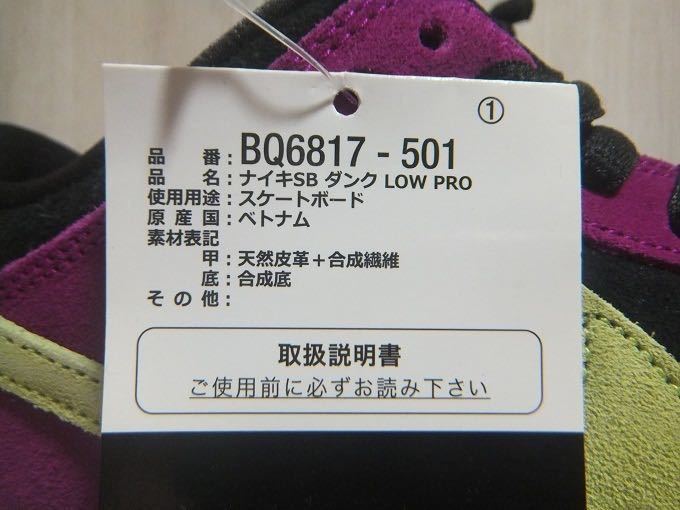 ①
品番：BQ6817 - 501
品名：ナイキSB ダンク LOW PRO
使用用途：スケートボード
原産国：ベトナム
素材表記
甲：天然皮革＋合成繊維
底：合成底
その他：
取扱説明書
ご使用前に必ずお読み下さい